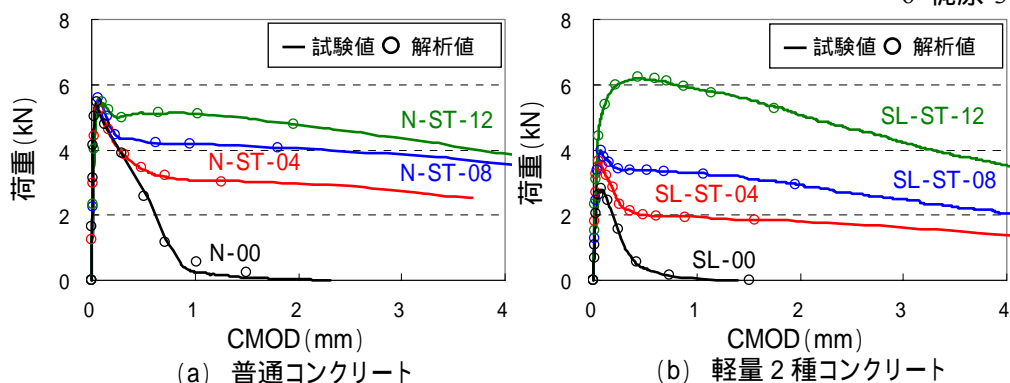 — 試験値 ○ 解析値
荷重(kN)
8
6
4
2
0
N-ST-12
N-ST-04
N-ST-08
N-00
0 1 2 3 4
CMOD(mm)
(a) 普通コンクリート
— 試験値 ○ 解析値
荷重(kN)
8
6
4
2
0
SL-ST-12
SL-ST-08
SL-ST-04
SL-00
0 1 2 3 4
CMOD(mm)
(b) 軽量2種コンクリート